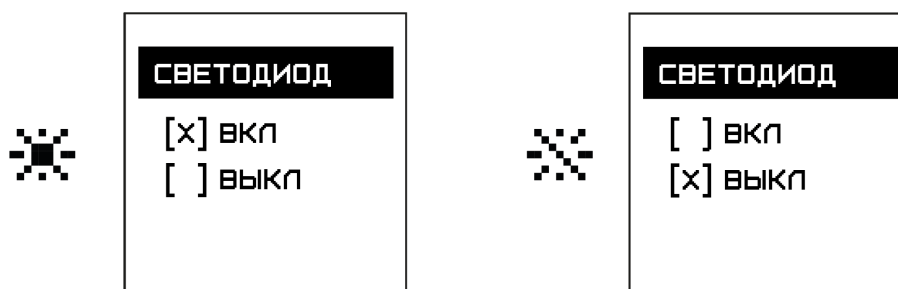 СВЕТОДИОД
[x] ВКЛ
[ ] ВЫКЛ
СВЕТОДИОД
[ ] ВКЛ
[x] ВЫКЛ